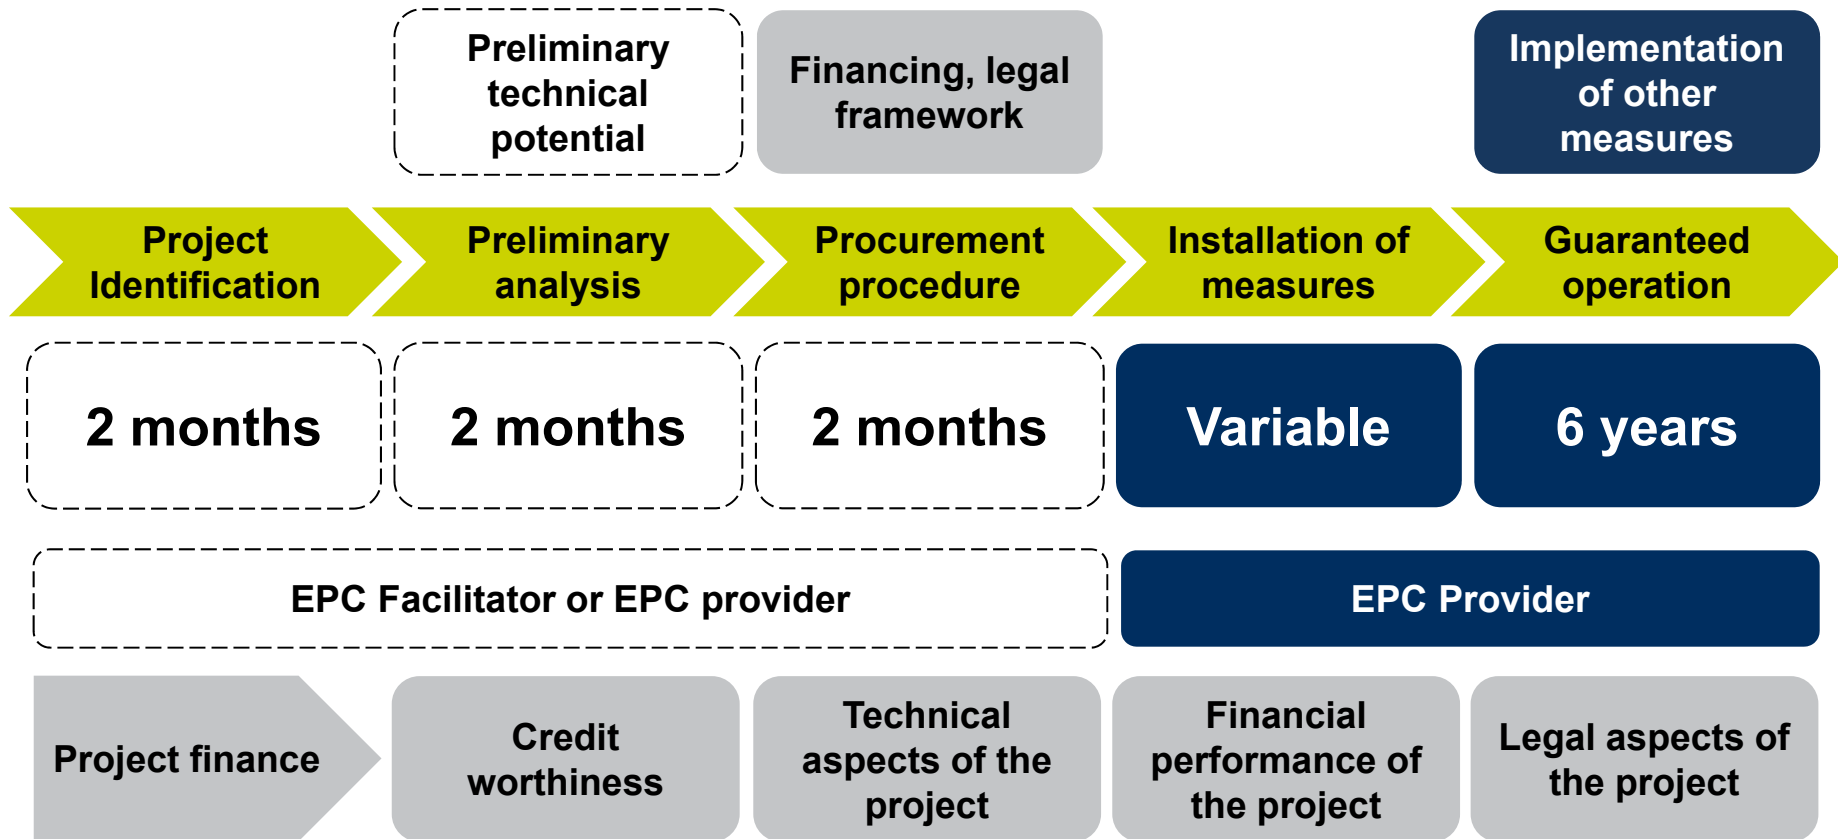 Preliminary
technical
potential
Financing, legal
framework
Implementation
of other
measures
Project
Identification
Preliminary
analysis
Procurement
procedure
Installation of
measures
Guaranteed
operation
2 months
2 months
2 months
Variable
6 years
EPC Facilitator or EPC provider
EPC Provider
Project finance
Credit
worthiness
Technical
aspects of the
project
Financial
performance of
the project
Legal aspects of
the project